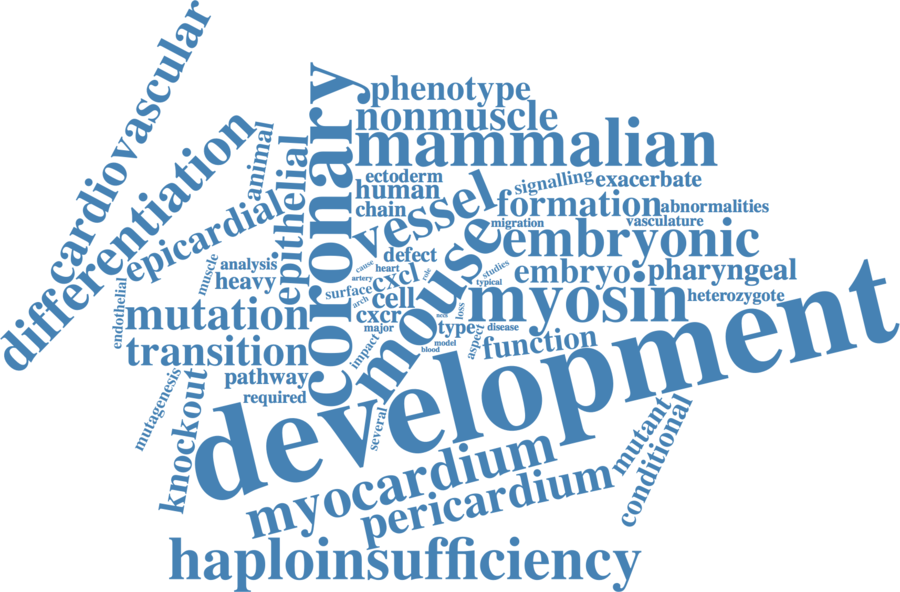 cardiovascular
differentiation
animal
epicardial
epithelial
coronary
phenotype
nonmuscle
mammalian
ectoderm
human
chain
vessel
signalling
exacerbate
formation
abnormalities
migration
vasculature
embryonic
mouse
defect
muscle
analysis
heavy
endothelial
cause
heart
artery
cxcl
role
studies
typical
embryo
pharyngeal
surface
arch
cell
myosin
heterozygote
mutation
cxcr
major
loss
type
disease
aspect
function
model
blood
impact
transition
pathway
required
development
mutagenesis
knockout
several
mutant
conditional
myocardium
pericardium
haploinsufficiency